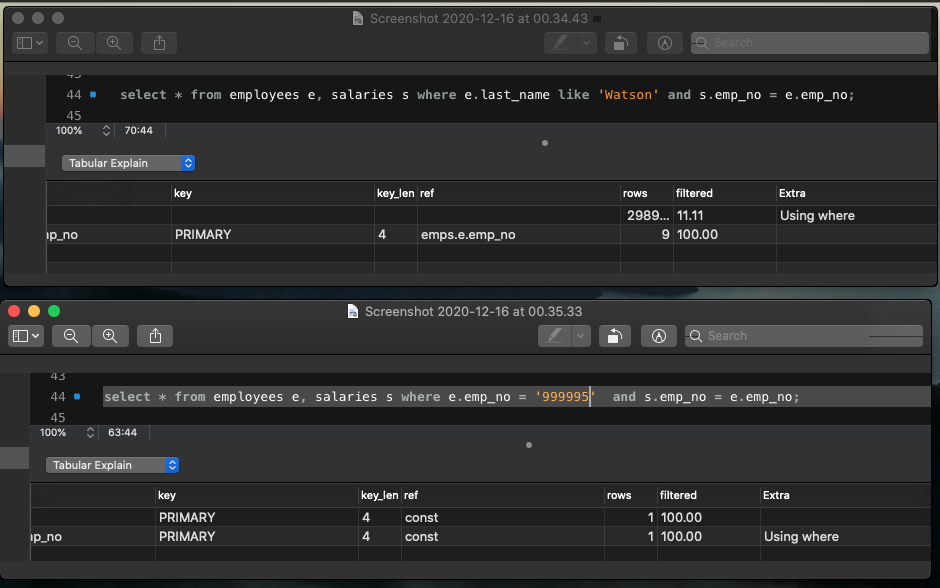 Screenshot 2020-12-16 at 00.34.43
Search
43
44 select * from employees e, salaries s where e.last_name like 'Watson' and s.emp_no = e.emp_no;
45
100% 70:44
Tabular Explain
key key_len ref rows filtered Extra
2989... 11.11 Using where
np_no PRIMARY 4 emps.e.emp_no 9 100.00
Screenshot 2020-12-16 at 00.35.33
Search
43
44 select * from employees e, salaries s where e.emp_no = '999995' and s.emp_no = e.emp_no;
45
100% 63:44
Tabular Explain
key key_len ref rows filtered Extra
PRIMARY 4 const 1 100.00
np_no PRIMARY 4 const 1 100.00 Using where